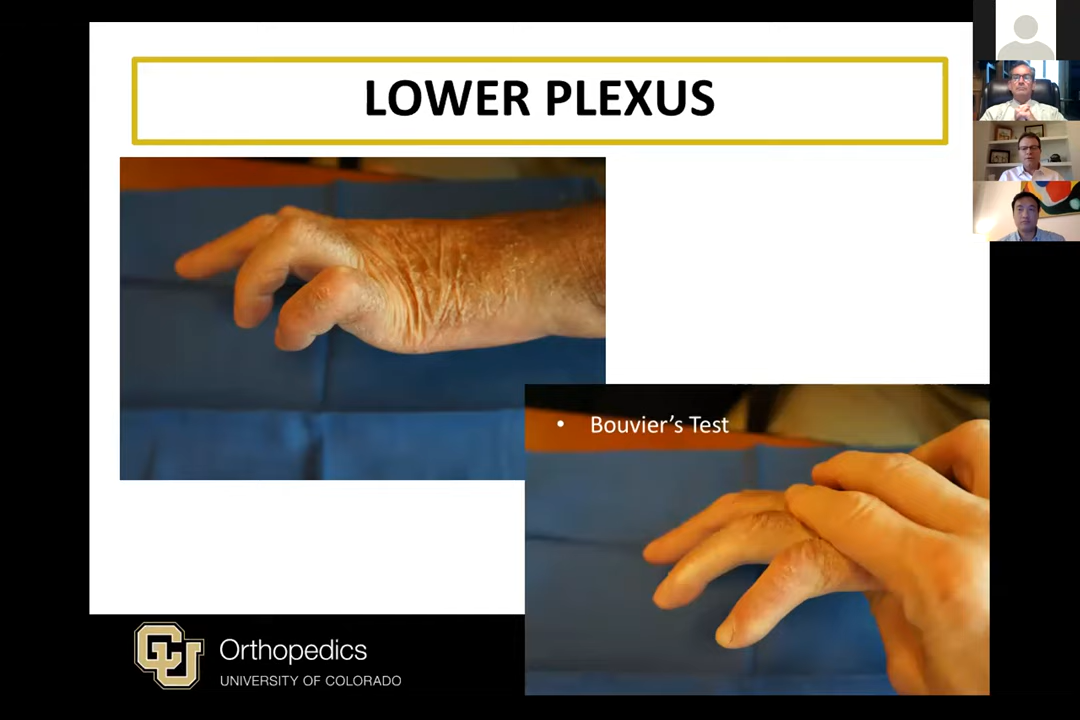 LOWER PLEXUS
• Bouvier’s Test
CU
Orthopedics
UNIVERSITY OF COLORADO